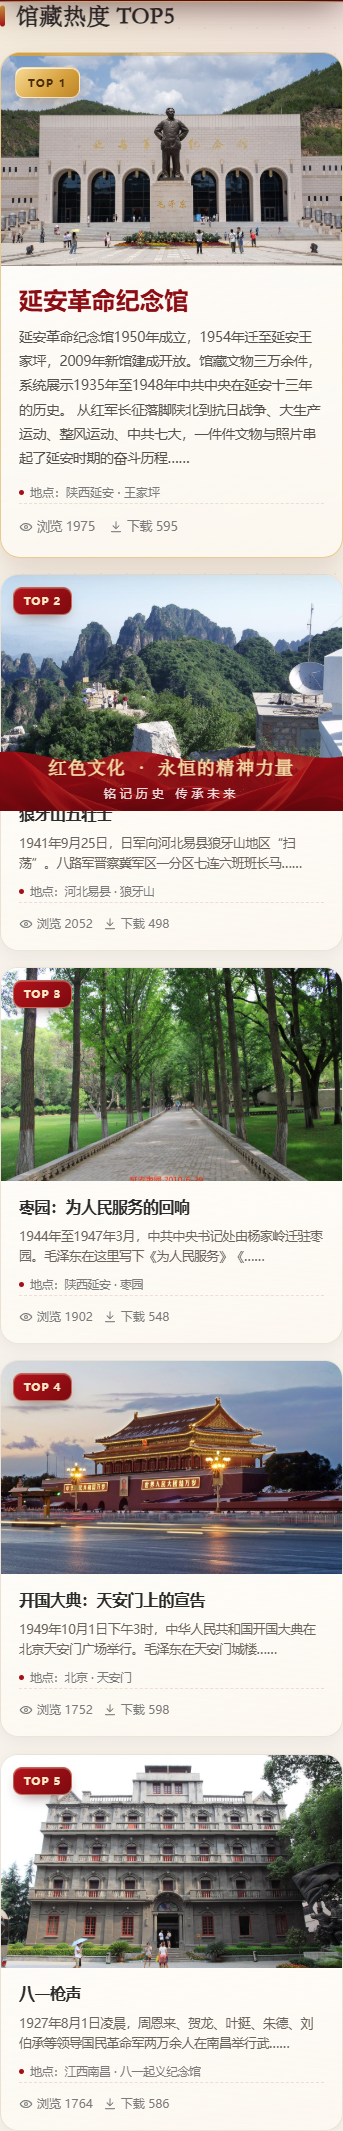 馆藏热度 TOP5
TOP 1
延安革命纪念馆
延安革命纪念馆1950年成立，1954年迁至延安王
家坪，2009年新馆建成开放。馆藏文物三万余件，
系统展示1935年至1948年中共中央在延安十三年
的历史。 从红军长征落脚陕北到抗日战争、大生产
运动、整风运动、中共七大，一件件文物与照片串
起了延安时期的奋斗历程......
地点：陕西延安 · 王家坪
浏览 1975 下载 595
TOP 2
红色文化 · 永恒的精神力量
铭记历史 传承未来
狼牙山五壮士
1941年9月25日，日军向河北易县狼牙山地区“扫
荡”。八路军晋察冀军区一分区七连六班班长马......
地点：河北易县 · 狼牙山
浏览 2052 下载 498
TOP 3
枣园：为人民服务的回响
1944年至1947年3月，中共中央书记处由杨家岭迁驻枣
园。毛泽东在这里写下《为人民服务》《......
地点：陕西延安 · 枣园
浏览 1902 下载 548
TOP 4
开国大典：天安门上的宣告
1949年10月1日下午3时，中华人民共和国开国大典在
北京天安门广场举行。毛泽东在天安门城楼......
地点：北京 · 天安门
浏览 1752 下载 598
TOP 5
八一枪声
1927年8月1日凌晨，周恩来、贺龙、叶挺、朱德、刘
伯承等领导国民革命军两万余人在南昌举行武......
地点：江西南昌 · 八一起义纪念馆
浏览 1764 下载 586